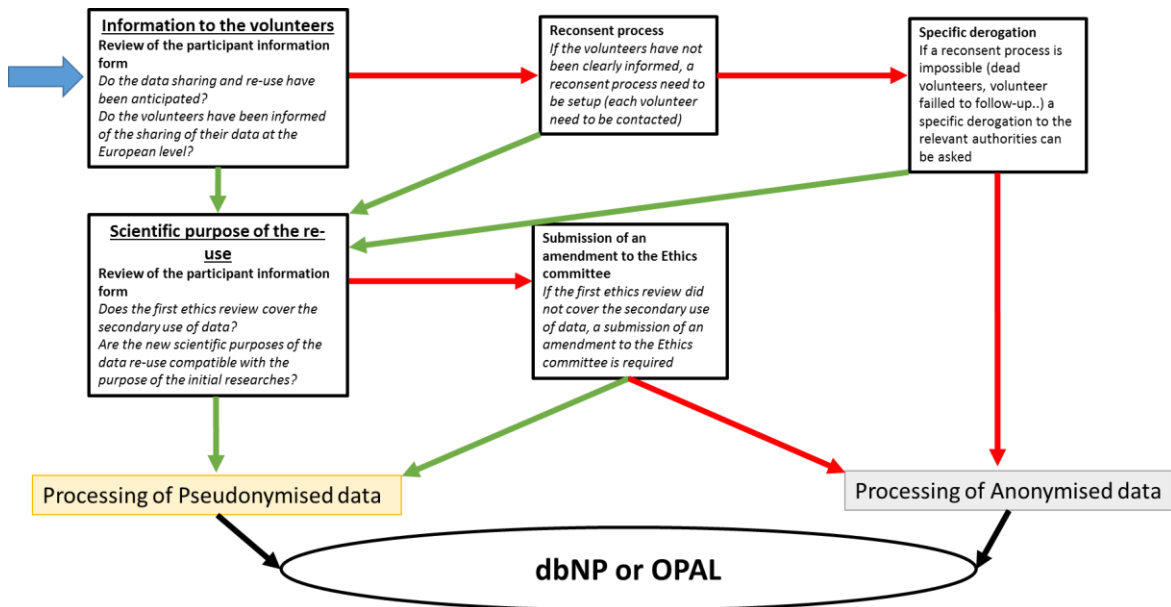 Information to the volunteers
Review of the participant information
form
Do the data sharing and re-use have
been anticipated?
Do the volunteers have been informed
of the sharing of their data at the
European level?
Reconsent process
If the volunteers have not
been clearly informed, a
reconsent process need to
be setup (each volunteer
need to be contacted)
Specific derogation
If a reconsent process is
impossible (dead
volunteers, volunteer
failled to follow-up..) a
specific derogation to the
relevant authorities can
be asked
Scientific purpose of the re-
use
Review of the participant information
form
Does the first ethics review cover the
secondary use of data?
Are the new scientific purposes of the
data re-use compatible with the
purpose of the initial researches?
Submission of an
amendment to the Ethics
committee
If the first ethics review did
not cover the secondary use
of data, a submission of an
amendment to the Ethics
committee is required
Processing of Pseudonymised data
Processing of Anonymised data
dbNP or OPAL